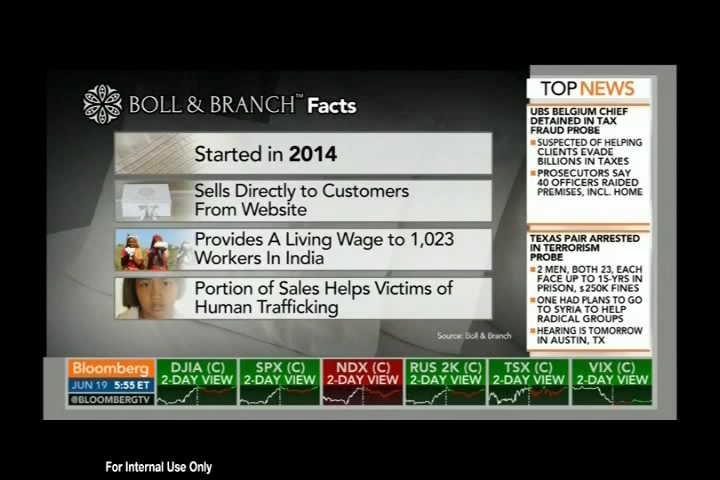 BOLL & BRANCH™ Facts
Started in 2014
Sells Directly to Customers
From Website
Provides A Living Wage to 1,023
Workers In India
Portion of Sales Helps Victims of
Human Trafficking
Source: Boll & Branch
TOP NEWS
UBS BELGIUM CHIEF
DETAINED IN TAX
FRAUD PROBE
SUSPECTED OF HELPING
CLIENTS EVADE
BILLIONS IN TAXES
PROSECUTORS SAY
40 OFFICERS RAIDED
PREMISES, INCL. HOME
TEXAS PAIR ARRESTED
IN TERRORISM
PROBE
2 MEN, BOTH 23, EACH
FACE UP TO 15-YRS IN
PRISON, $250K FINES
ONE HAD PLANS TO GO
TO SYRIA TO HELP
RADICAL GROUPS
HEARING IS TOMORROW
IN AUSTIN, TX
Bloomberg
JUN 19 5:55 ET
@BLOOMBERGTV
DJIA (C)
2-DAY VIEW
SPX (C)
2-DAY VIEW
NDX (C)
2-DAY VIEW
RUS 2K (C)
2-DAY VIEW
TSX (C)
2-DAY VIEW
VIX (C)
2-DAY VIEW
For Internal Use Only